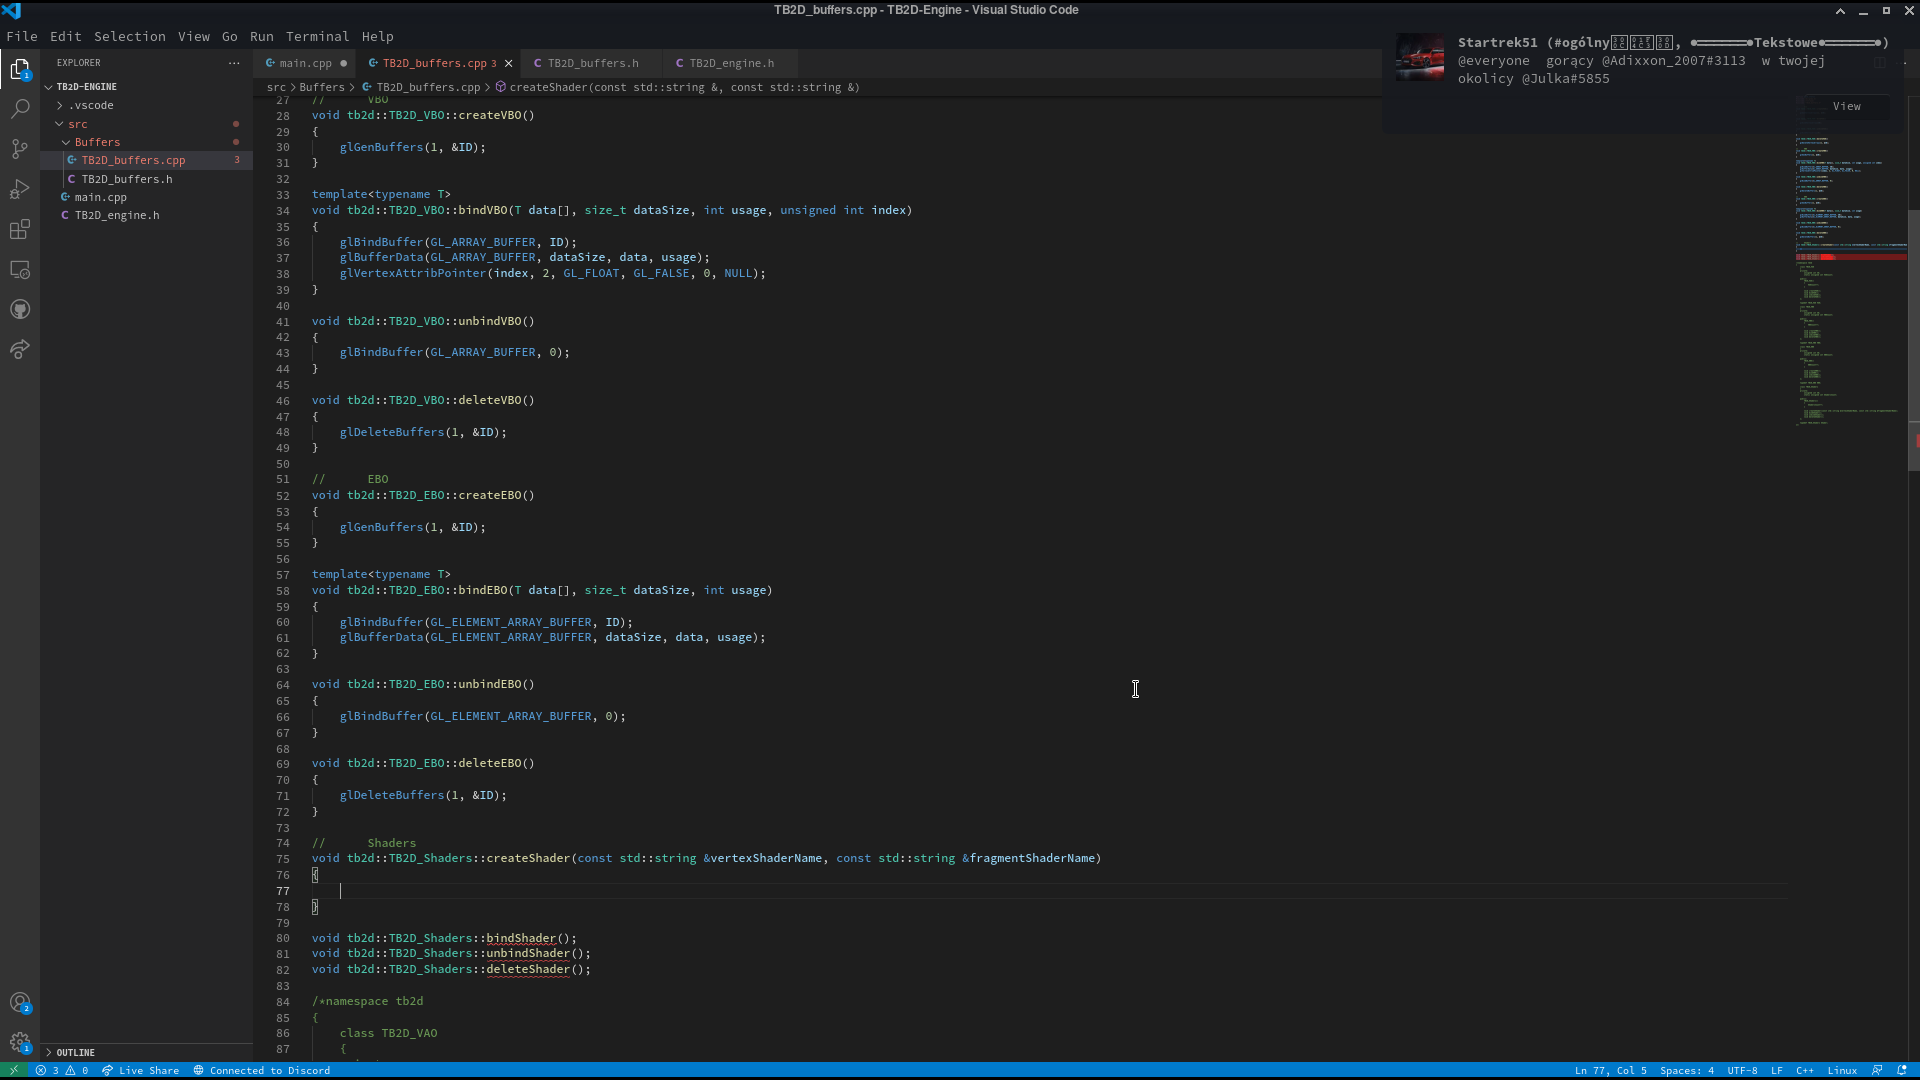 TB2D_buffers.cpp - TB2D-Engine - Visual Studio Code
File Edit Selection View Go Run Terminal Help
EXPLORER
TB2D-ENGINE
.vscode
src
Buffers
TB2D_buffers.cpp 3
TB2D_buffers.h
main.cpp
TB2D_engine.h
OUTLINE
main.cpp
TB2D_buffers.cpp 3
TB2D_buffers.h
TB2D_engine.h
src > Buffers > TB2D_buffers.cpp > createShader(const std::string &, const std::string &)
Startrek51 (#ogólny, Tekstowe)
@everyone gorący @Adixxon_2007#3113 w twojej
okolicy @Julka#5855
View
27 // VBO
28 void tb2d::TB2D_VBO::createVBO()
29 {
30 glGenBuffers(1, &ID);
31 }
32
33 template<typename T>
34 void tb2d::TB2D_VBO::bindVBO(T data[], size_t dataSize, int usage, unsigned int index)
35 {
36 glBindBuffer(GL_ARRAY_BUFFER, ID);
37 glBufferData(GL_ARRAY_BUFFER, dataSize, data, usage);
38 glVertexAttribPointer(index, 2, GL_FLOAT, GL_FALSE, 0, NULL);
39 }
40
41 void tb2d::TB2D_VBO::unbindVBO()
42 {
43 glBindBuffer(GL_ARRAY_BUFFER, 0);
44 }
45
46 void tb2d::TB2D_VBO::deleteVBO()
47 {
48 glDeleteBuffers(1, &ID);
49 }
50
51 // EBO
52 void tb2d::TB2D_EBO::createEBO()
53 {
54 glGenBuffers(1, &ID);
55 }
56
57 template<typename T>
58 void tb2d::TB2D_EBO::bindEBO(T data[], size_t dataSize, int usage)
59 {
60 glBindBuffer(GL_ELEMENT_ARRAY_BUFFER, ID);
61 glBufferData(GL_ELEMENT_ARRAY_BUFFER, dataSize, data, usage);
62 }
63
64 void tb2d::TB2D_EBO::unbindEBO()
65 {
66 glBindBuffer(GL_ELEMENT_ARRAY_BUFFER, 0);
67 }
68
69 void tb2d::TB2D_EBO::deleteEBO()
70 {
71 glDeleteBuffers(1, &ID);
72 }
73
74 // Shaders
75 void tb2d::TB2D_Shaders::createShader(const std::string &vertexShaderName, const std::string &fragmentShaderName)
76 {
77
78 }
79
80 void tb2d::TB2D_Shaders::bindShader();
81 void tb2d::TB2D_Shaders::unbindShader();
82 void tb2d::TB2D_Shaders::deleteShader();
83
84 /*namespace tb2d
85 {
86 class TB2D_VAO
87 {
3 0 Live Share Connected to Discord
Ln 77, Col 5 Spaces: 4 UTF-8 LF C++ Linux